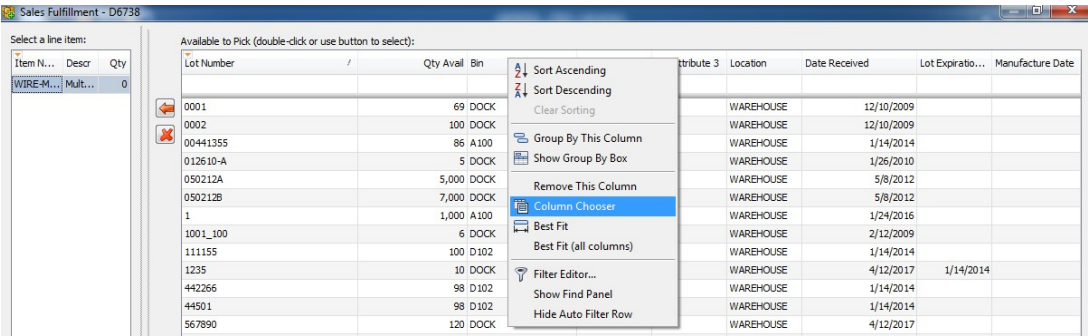 Sales Fulfillment - D6738
Select a line item:
Available to Pick (double-click or use button to select):
Item N... Descr Qty
Lot Number / Qty Avail Bin ttribute 3 Location Date Received Lot Expiratio... Manufacture Date
WIRE-M... Mult... 0
0001 69 DOCK WAREHOUSE 12/10/2009
0002 100 DOCK WAREHOUSE 12/10/2009
00441355 86 A100 WAREHOUSE 1/14/2014
012610-A 5 DOCK WAREHOUSE 1/26/2010
050212A 5,000 DOCK WAREHOUSE 5/8/2012
050212B 7,000 DOCK WAREHOUSE 5/8/2012
1 1,000 A100 WAREHOUSE 1/24/2016
1001_100 6 DOCK WAREHOUSE 2/12/2009
111155 100 D102 WAREHOUSE 1/14/2014
1235 10 DOCK WAREHOUSE 4/12/2017 1/14/2014
442266 98 D102 WAREHOUSE 1/14/2014
44501 98 D102 WAREHOUSE 1/14/2014
567890 120 DOCK WAREHOUSE 4/12/2017
Sort Ascending
Sort Descending
Clear Sorting
Group By This Column
Show Group By Box
Remove This Column
Column Chooser
Best Fit
Best Fit (all columns)
Filter Editor...
Show Find Panel
Hide Auto Filter Row